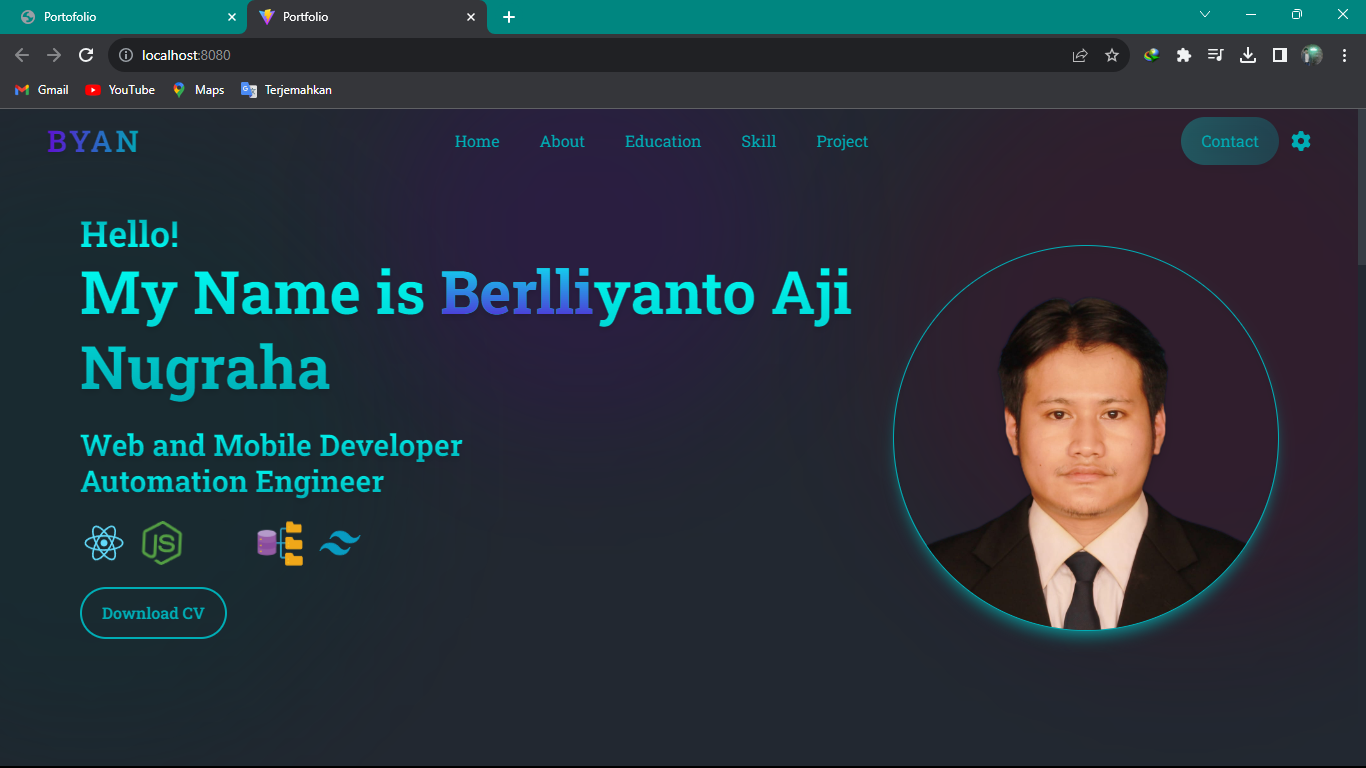 Portofolio
Portfolio
localhost:8080
Gmail
YouTube
Maps
Terjemahkan
BYAN
Home
About
Education
Skill
Project
Contact
Hello!
My Name is Berlliyanto Aji
Nugraha
Web and Mobile Developer
Automation Engineer
JS
Download CV